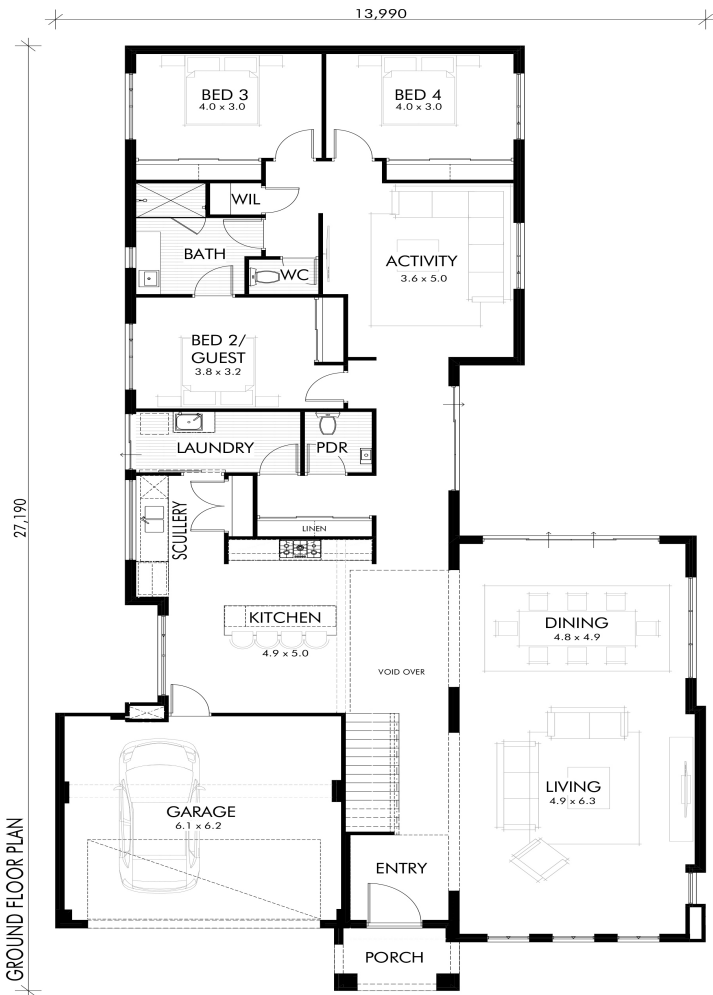 13,990
BED 3
4.0 x 3.0
BED 4
4.0 x 3.0
WIL
BATH
WC
ACTIVITY
3.6 x 5.0
BED 2/
GUEST
3.8 x 3.2
LAUNDRY
PDR
27,190
SCULLERY
LINEN
KITCHEN
4.9 x 5.0
DINING
4.8 x 4.9
VOID OVER
LIVING
4.9 x 6.3
GARAGE
6.1 x 6.2
ENTRY
PORCH
GROUND FLOOR PLAN